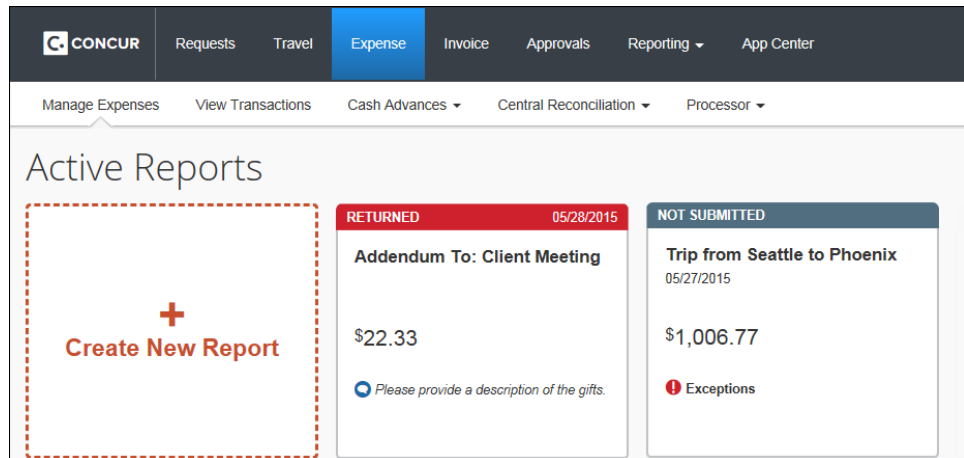 C. CONCUR Requests Travel Expense Invoice Approvals Reporting App Center
Manage Expenses View Transactions Cash Advances Central Reconciliation Processor
Active Reports
+
Create New Report
RETURNED 05/28/2015
Addendum To: Client Meeting
$22.33
Please provide a description of the gifts.
NOT SUBMITTED
Trip from Seattle to Phoenix
05/27/2015
$1,006.77
Exceptions